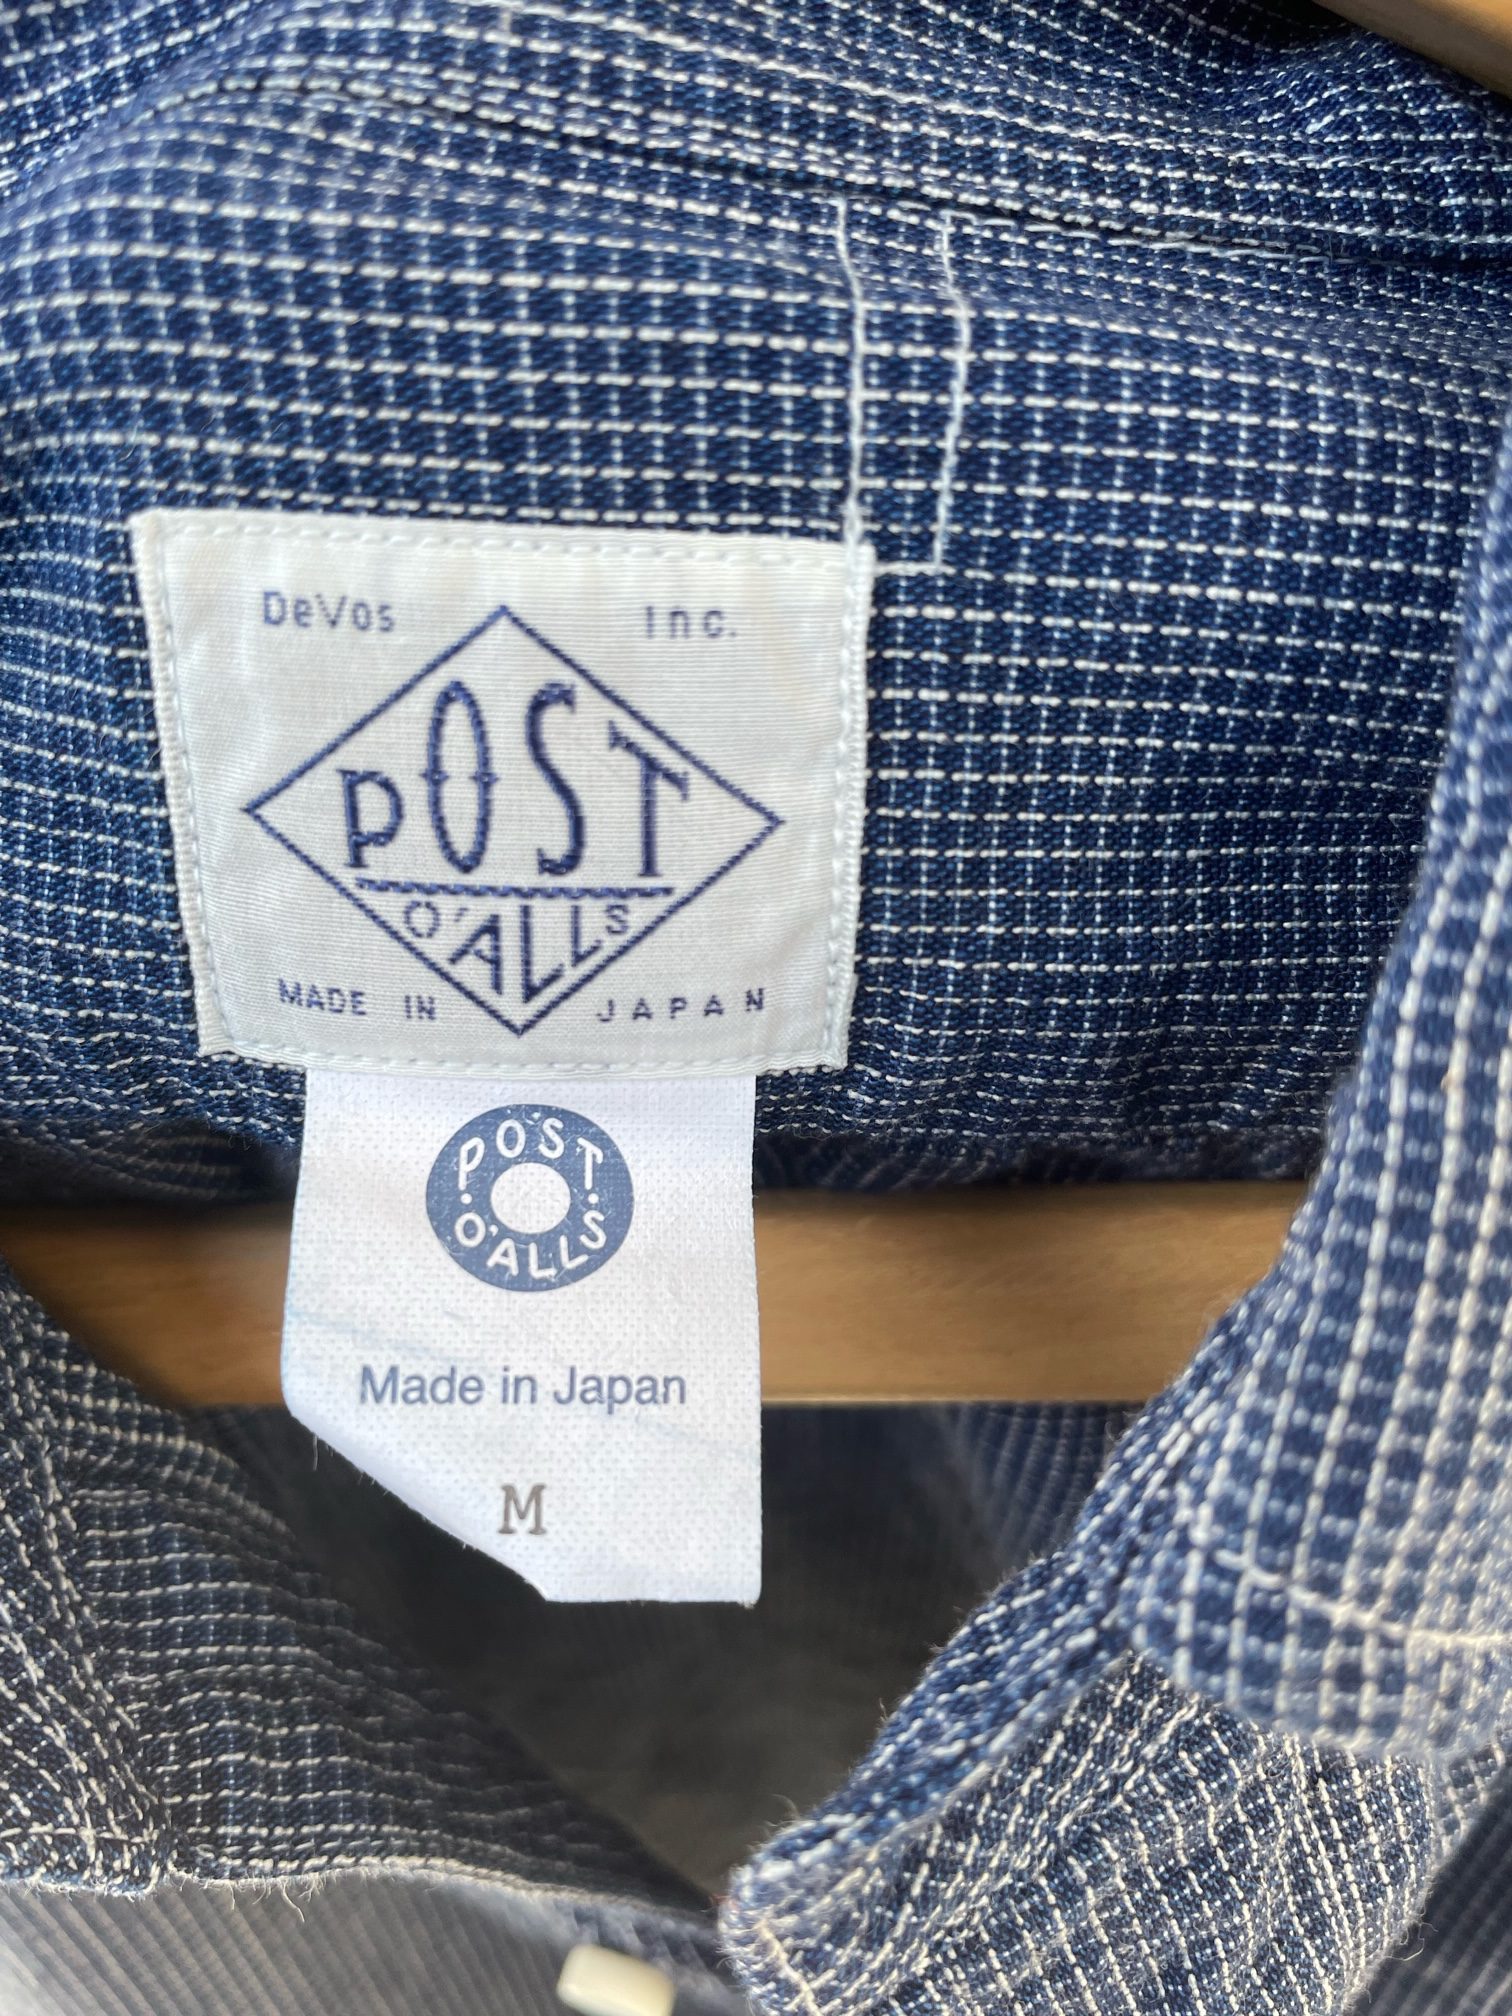 DeVos Inc.
POST
O'ALLS
MADE IN JAPAN
POST
O'ALLS
Made in Japan
M